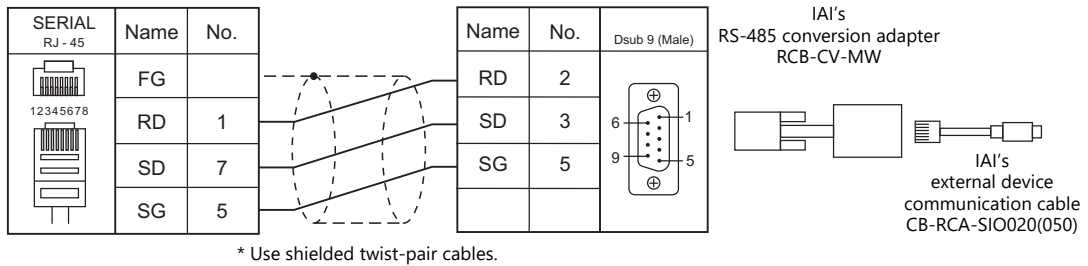 SERIAL
RJ - 45
Name No.
12345678
FG
RD 1
SD 7
SG 5
Name No. Dsub 9 (Male)
RD 2
SD 3
SG 5
6 1
9 5
IAI’s
RS-485 conversion adapter
RCB-CV-MW
IAI’s
external device
communication cable
CB-RCA-SIO020(050)
* Use shielded twist-pair cables.